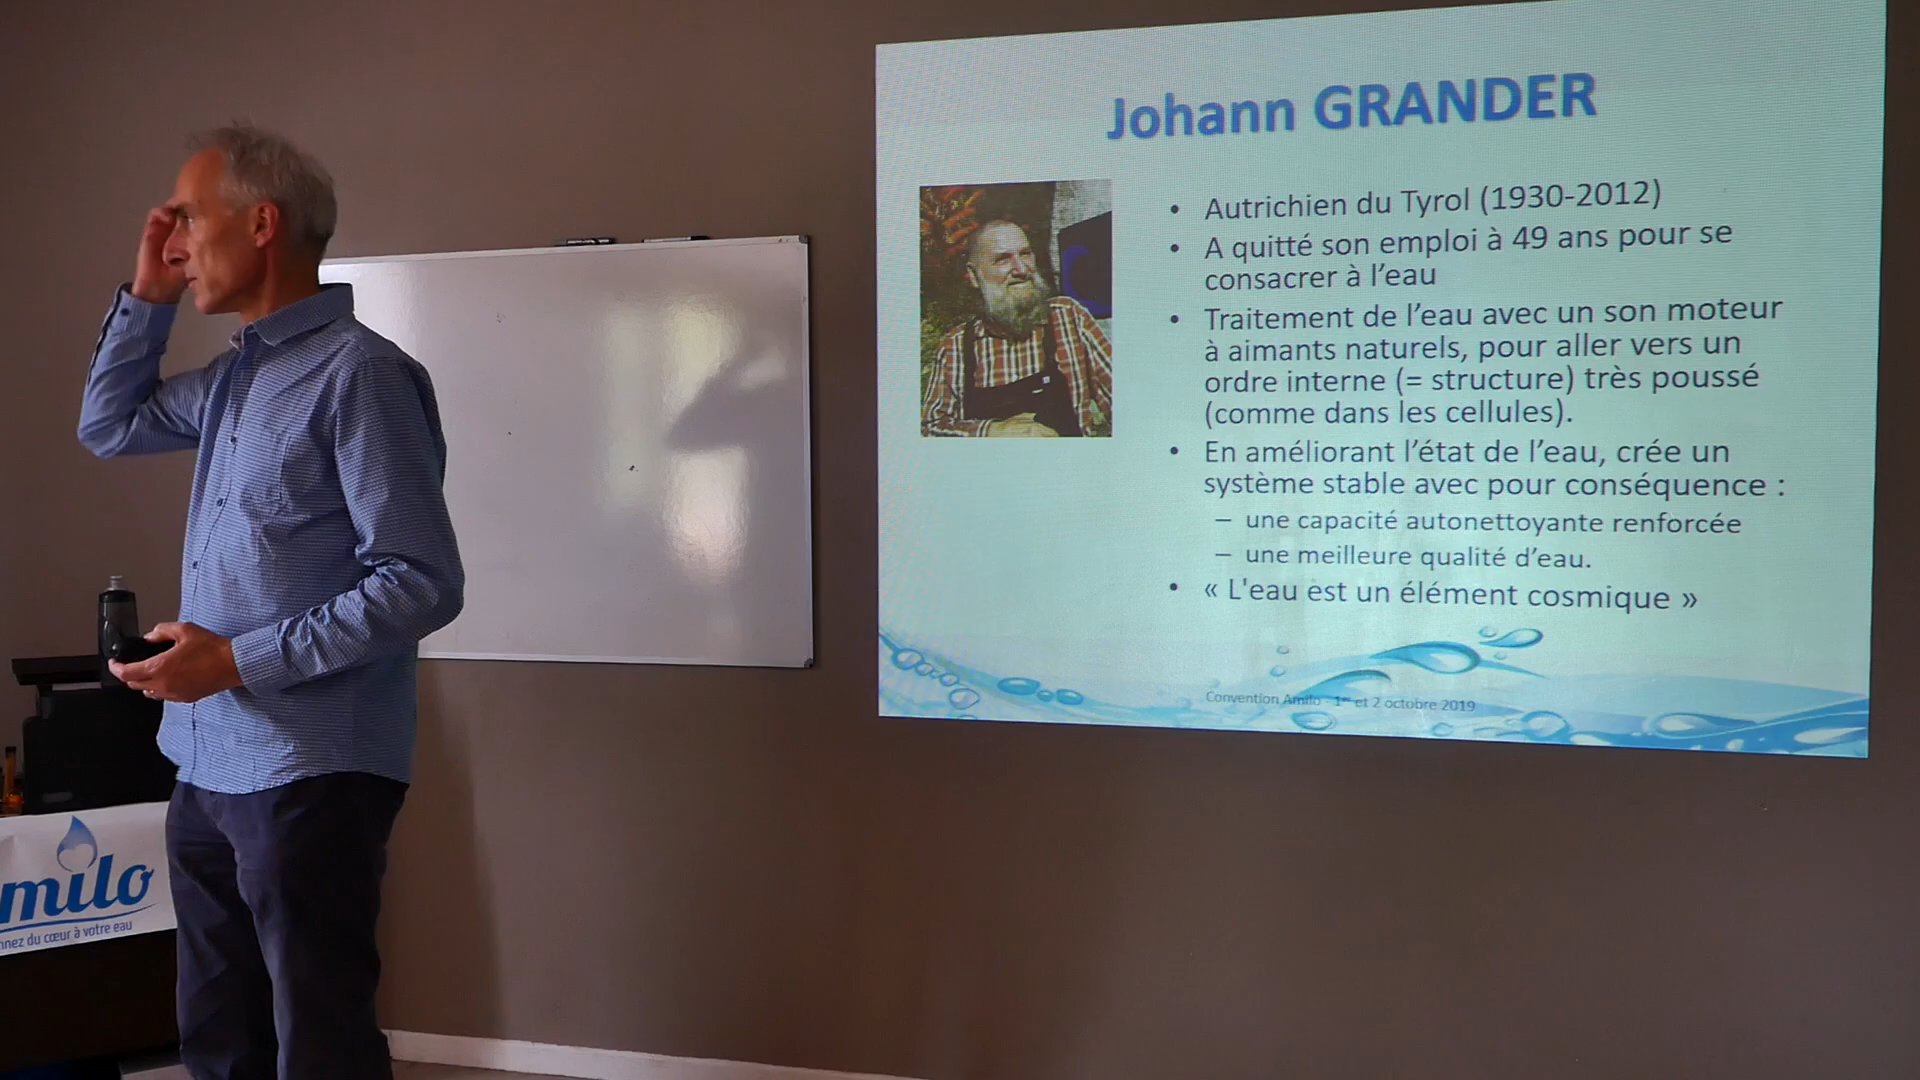 Johann GRANDER
• Autrichien du Tyrol (1930-2012)
• A quitté son emploi à 49 ans pour se
consacrer à l'eau
• Traitement de l'eau avec un son moteur
à aimants naturels, pour aller vers un
ordre interne (= structure) très poussé
(comme dans les cellules).
• En améliorant l'état de l'eau, crée un
système stable avec pour conséquence :
– une capacité autonettoyante renforcée
– une meilleure qualité d'eau.
• « L'eau est un élément cosmique »
Convention Amilo - 1er et 2 octobre 2019
milo
nnez du cœur à votre eau